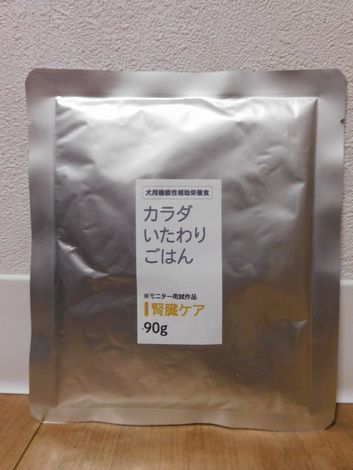 犬用機能性補助栄養食
カラダ
いたわり
ごはん
※モニター用試作品
腎臓ケア
90g